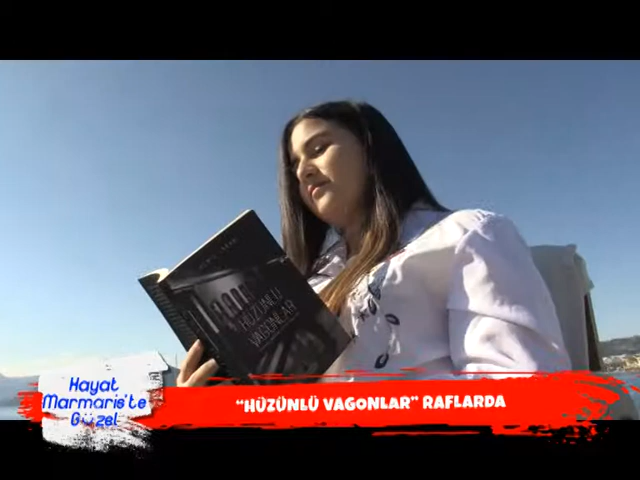 HÜZÜNLÜ
VAGONLAR
Hayat
Marmaris'te
Güzel
"HÜZÜNLÜ VAGONLAR" RAFLARDA